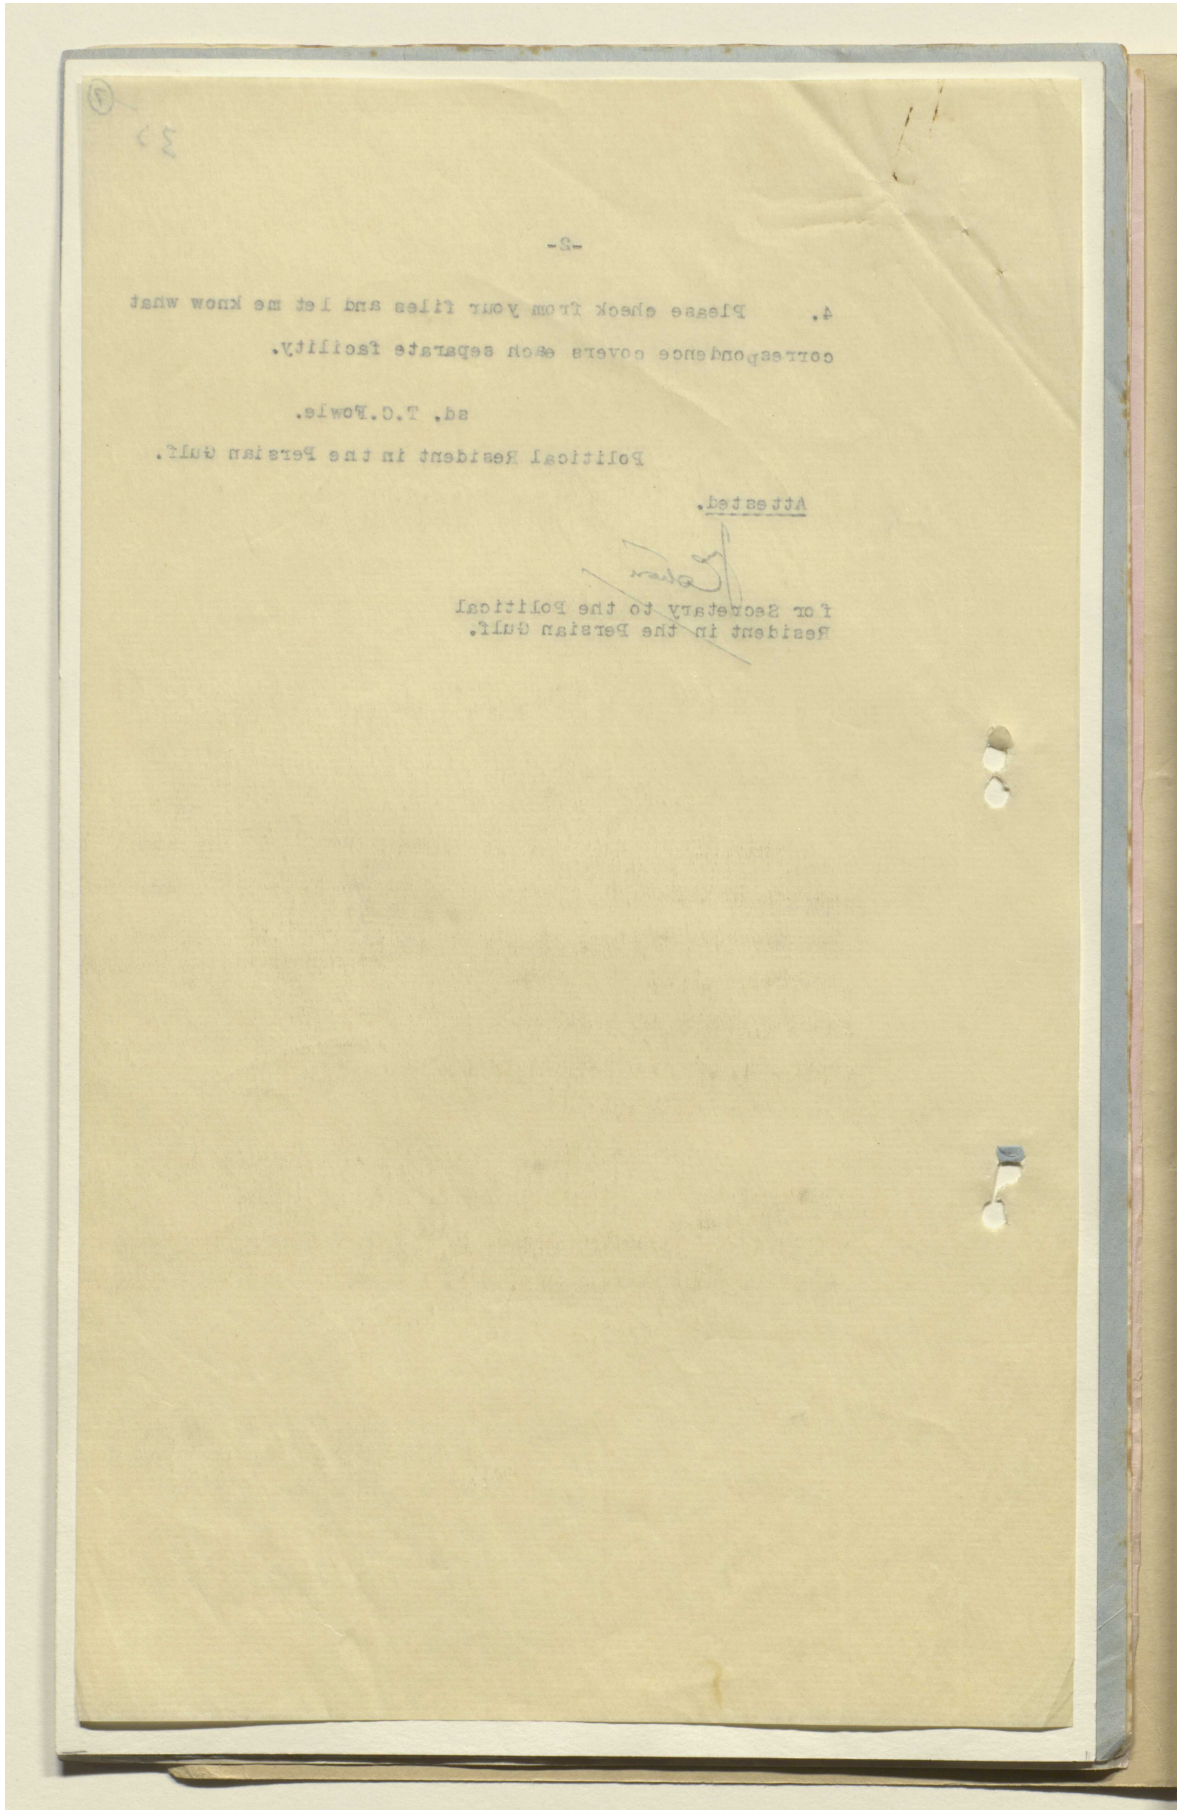 -2-
4. Please check from your files and let me know what
correspondence covers each separate facility.
sd. T.C.Fowle.
Political Resident in the Persian Gulf.
Attested.
for Secretary to the Political
Resident in the Persian Gulf.